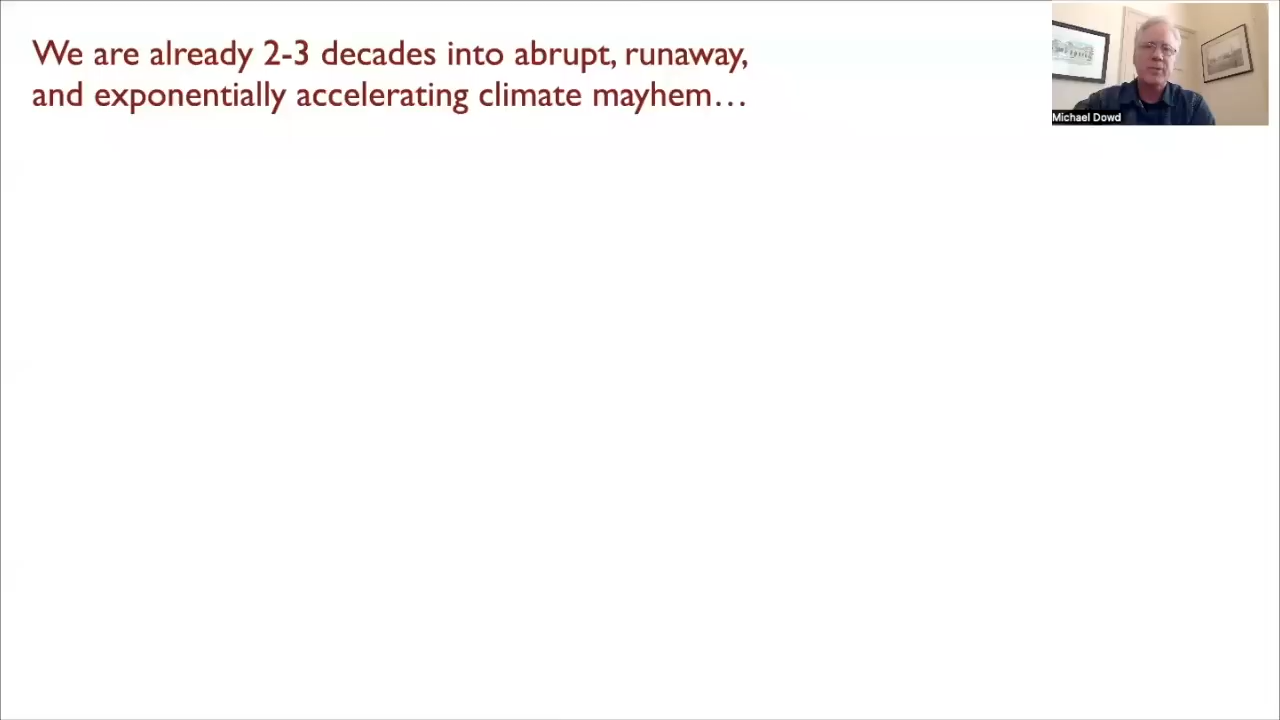 We are already 2-3 decades into abrupt, runaway,
and exponentially accelerating climate mayhem…
Michael Dowd